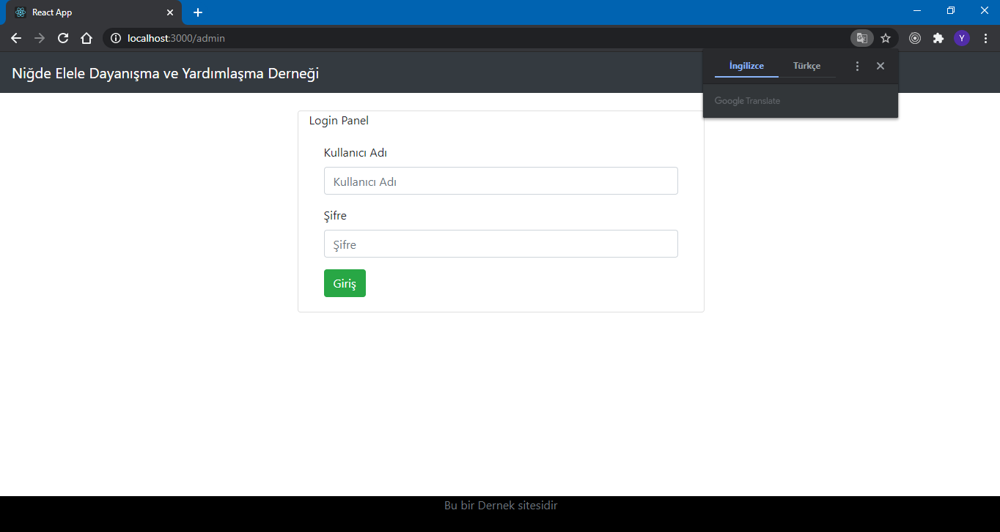 React App
localhost:3000/admin
Y
Niğde Elele Dayanışma ve Yardımlaşma Derneği
İngilizce Türkçe
Google Translate
Login Panel
Kullanıcı Adı
Kullanıcı Adı
Şifre
Şifre
Giriş
Bu bir Dernek sitesidir